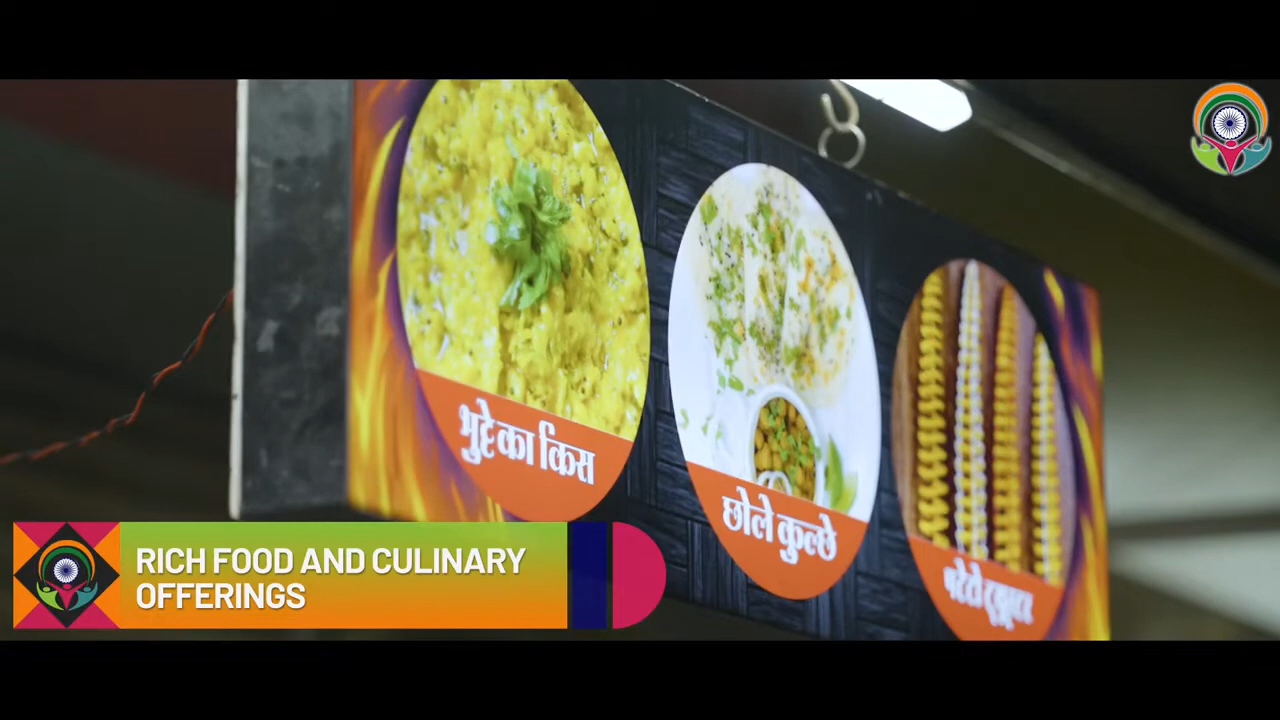 भुट्टे का किस
छोले कुल्छे
RICH FOOD AND CULINARY
OFFERINGS